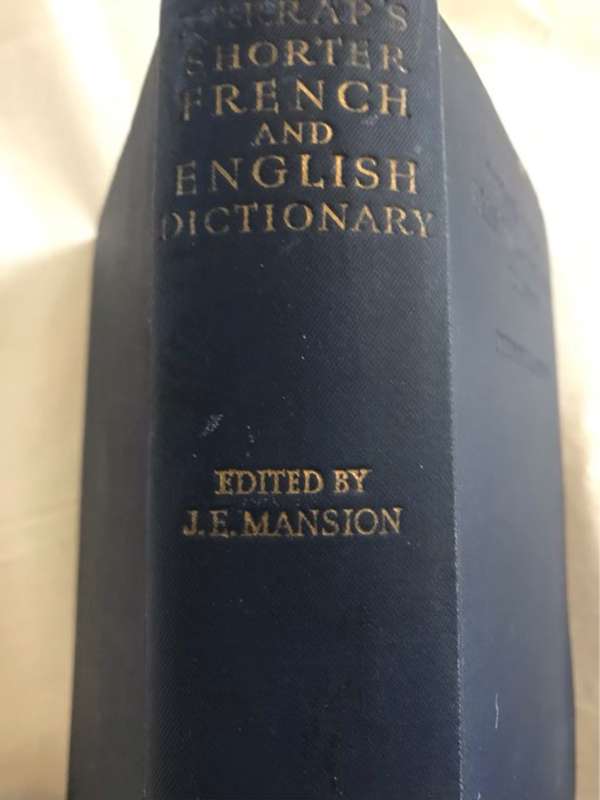 SHORTER
FRENCH
AND
ENGLISH
DICTIONARY
EDITED BY
J.E. MANSION